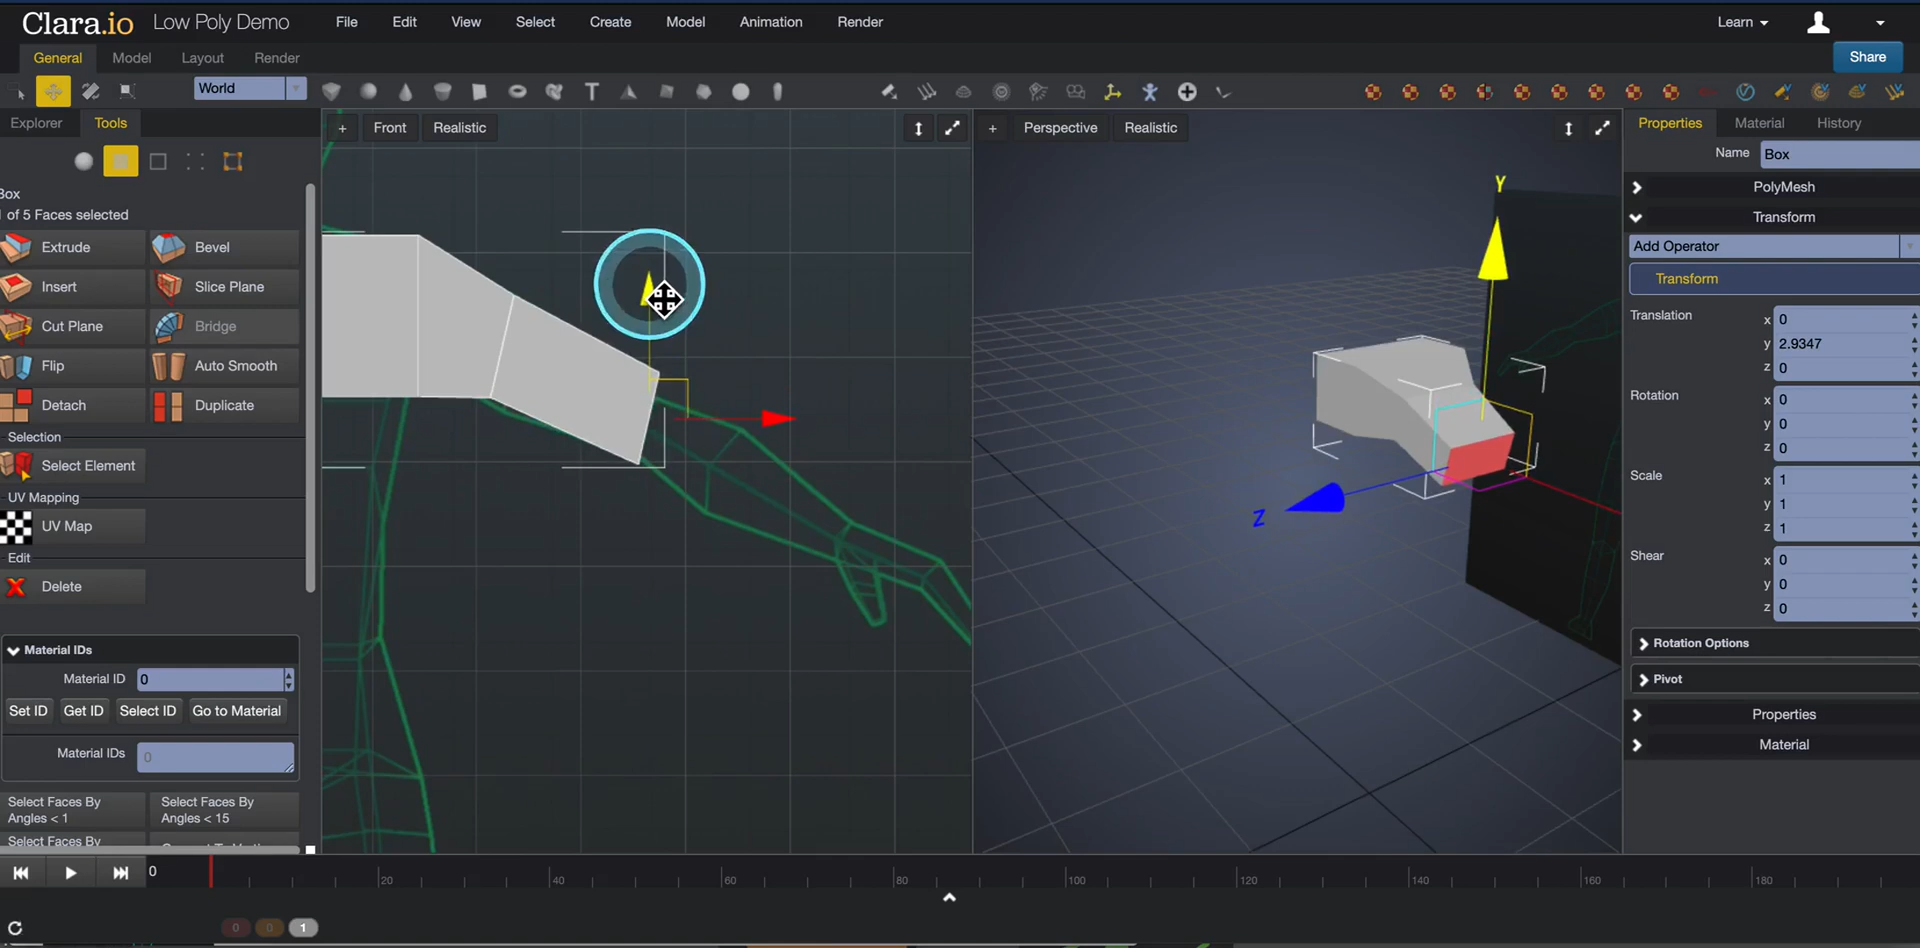 Clara.io Low Poly Demo File Edit View Select Create Model Animation Render Learn
General Model Layout Render Share
World
Explorer Tools
+ Front Realistic
+ Perspective Realistic
Properties Material History
Name Box
Box
of 5 Faces selected
Extrude Bevel
Insert Slice Plane
Cut Plane Bridge
Flip Auto Smooth
Detach Duplicate
Selection
Select Element
UV Mapping
UV Map
Edit
Delete
Material IDs
Material ID 0
Set ID Get ID Select ID Go to Material
Material IDs 0
Select Faces By Angles < 1
Select Faces By Angles < 15
Select Faces By
Y
Z
PolyMesh
Transform
Add Operator
Transform
Translation x 0
y 2.9347
z 0
Rotation x 0
y 0
z 0
Scale x 1
y 1
z 1
Shear x 0
y 0
z 0
Rotation Options
Pivot
Properties
Material
0 20 40 60 80 100 120 140 160 180
0 0 1